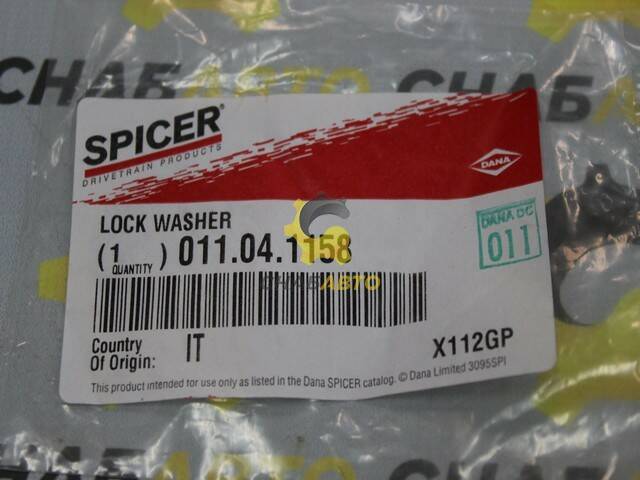 СНАБАВТО СНАБ
SPICER®
DRIVETRAIN PRODUCTS
DANA
LOCK WASHER
(1 QUANTITY) 011.04.1158
DANA DC
011
СНАБАВТО
Country
Of Origin: IT
X112GP
This product intended for use only as listed in the Dana SPICER catalog. © Dana Limited 3095SPI